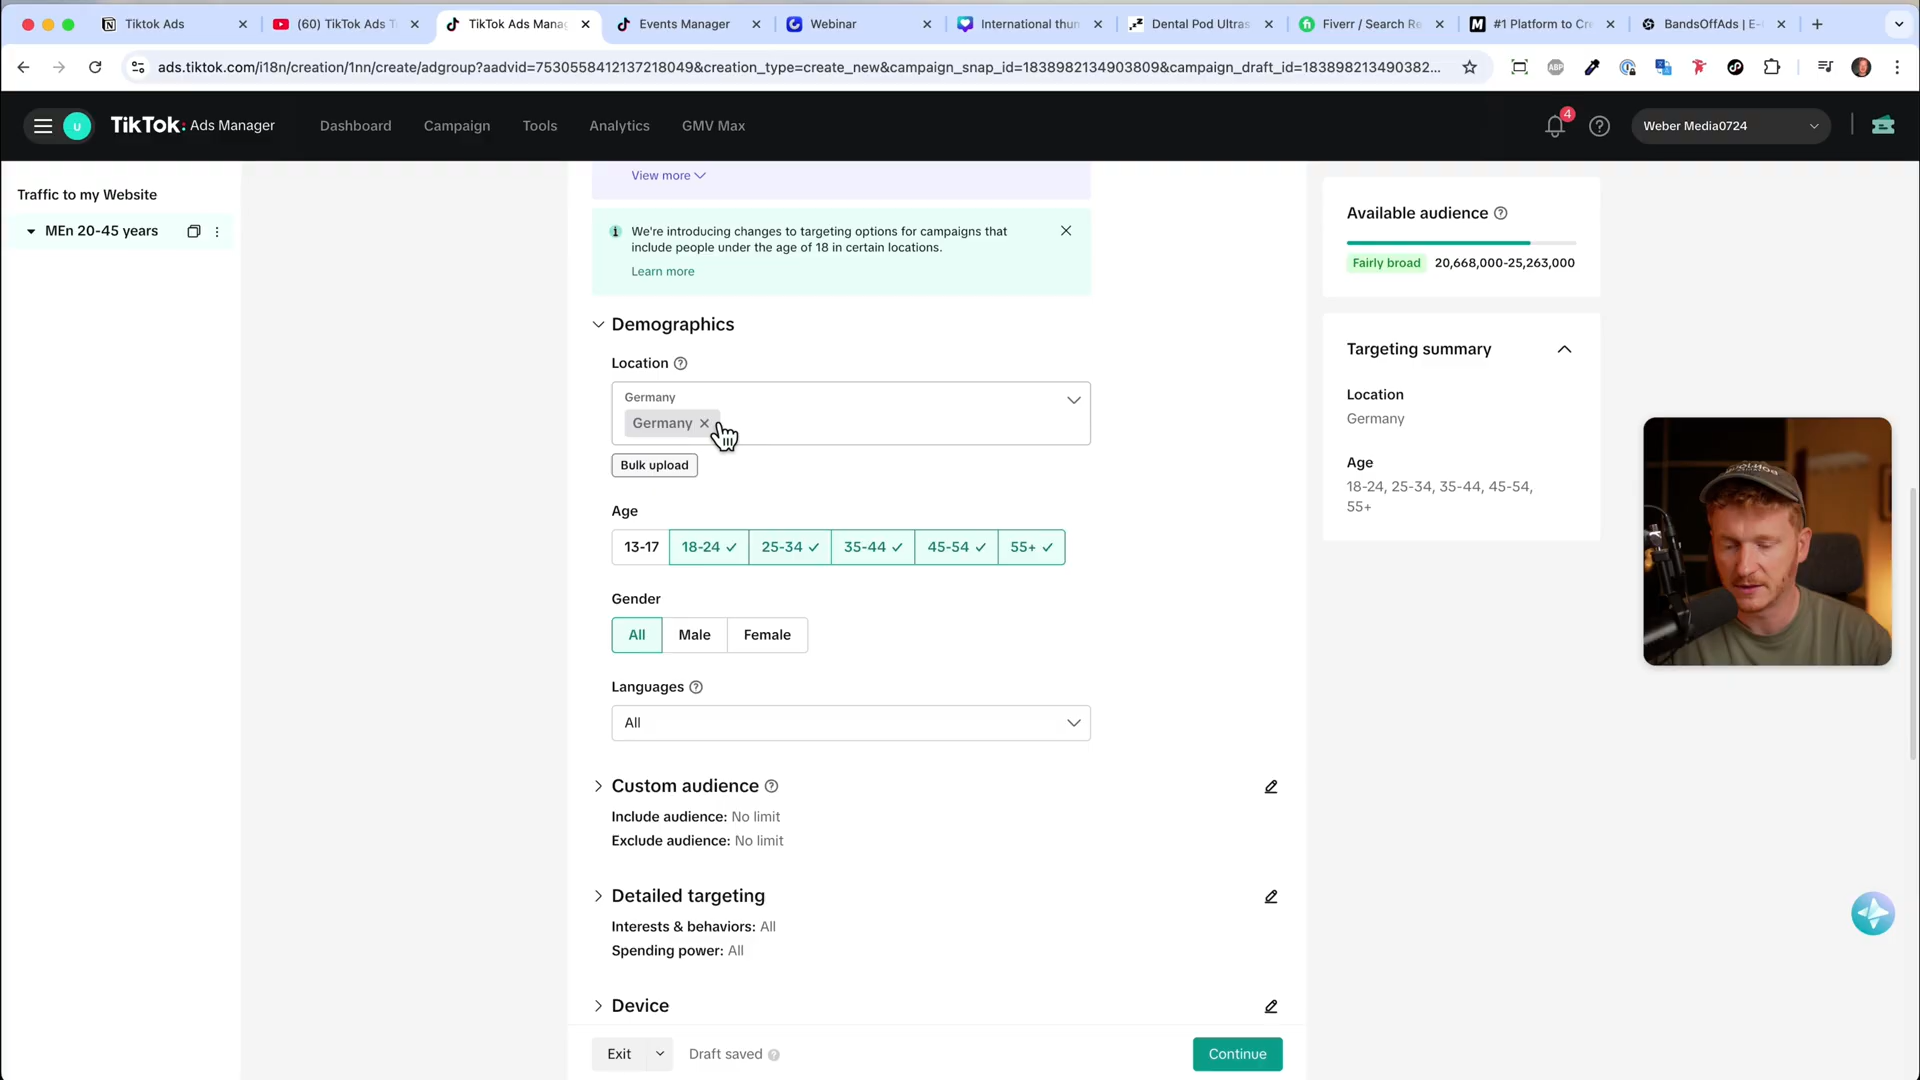 TikTok Ads
(60) TikTok Ads T
TikTok Ads Manag
Events Manager
Webinar
International thum
Dental Pod Ultras
Fiverr / Search Re
#1 Platform to Cre
BandsOffAds | E-
ads.tiktok.com/i18n/creation/1nn/create/adgroup?aadvid=7530558412137218049&creation_type=create_new&campaign_snap_id=1838982134903809&campaign_draft_id=183898213490382...
ABP
U
TikTok: Ads Manager
Dashboard
Campaign
Tools
Analytics
GMV Max
4
Weber Media0724
Traffic to my Website
MEn 20-45 years
View more
We're introducing changes to targeting options for campaigns that
include people under the age of 18 in certain locations.
Learn more
Demographics
Location
Germany
Germany
Bulk upload
Age
13-17
18-24
25-34
35-44
45-54
55+
Gender
All
Male
Female
Languages
All
Custom audience
Include audience: No limit
Exclude audience: No limit
Detailed targeting
Interests & behaviors: All
Spending power: All
Device
Exit
Draft saved
Continue
Available audience
Fairly broad 20,668,000-25,263,000
Targeting summary
Location
Germany
Age
18-24, 25-34, 35-44, 45-54,
55+